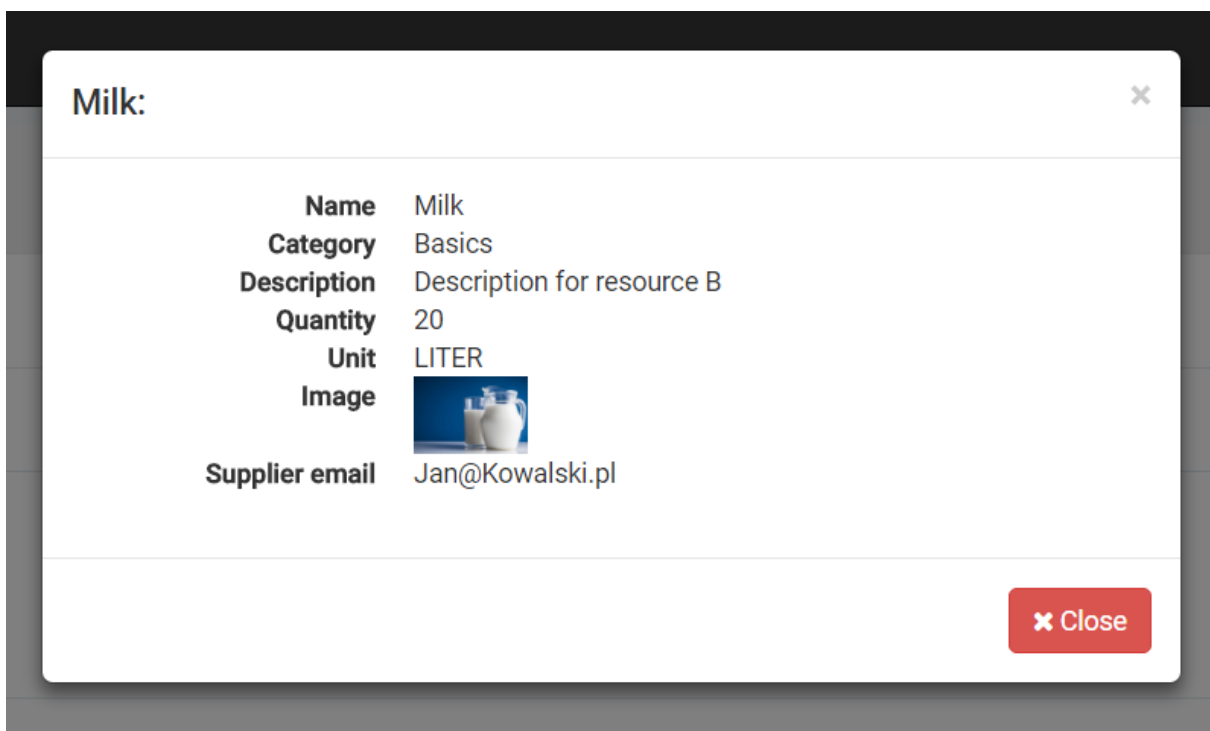 Milk:
×
Name Milk
Category Basics
Description Description for resource B
Quantity 20
Unit LITER
Image
Supplier email Jan@Kowalski.pl
✖ Close